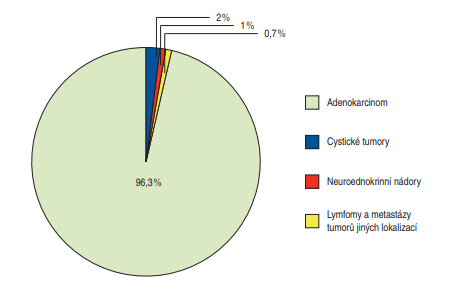 2%
1%
0,7%
96,3%
Adenokarcinom
Cystické tumory
Neuroednokrinní nádory
Lymfomy a metastázy
tumorů jiných lokalizací